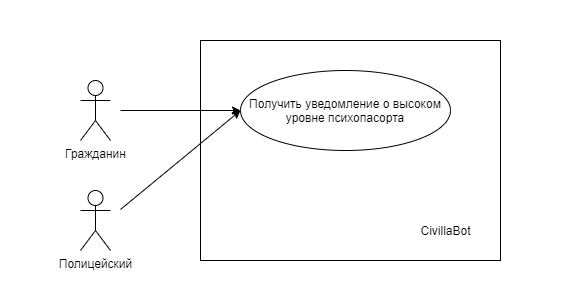 Получить уведомление о высоком
уровне психопасорта
Гражданин
Полицейский
CivillaBot